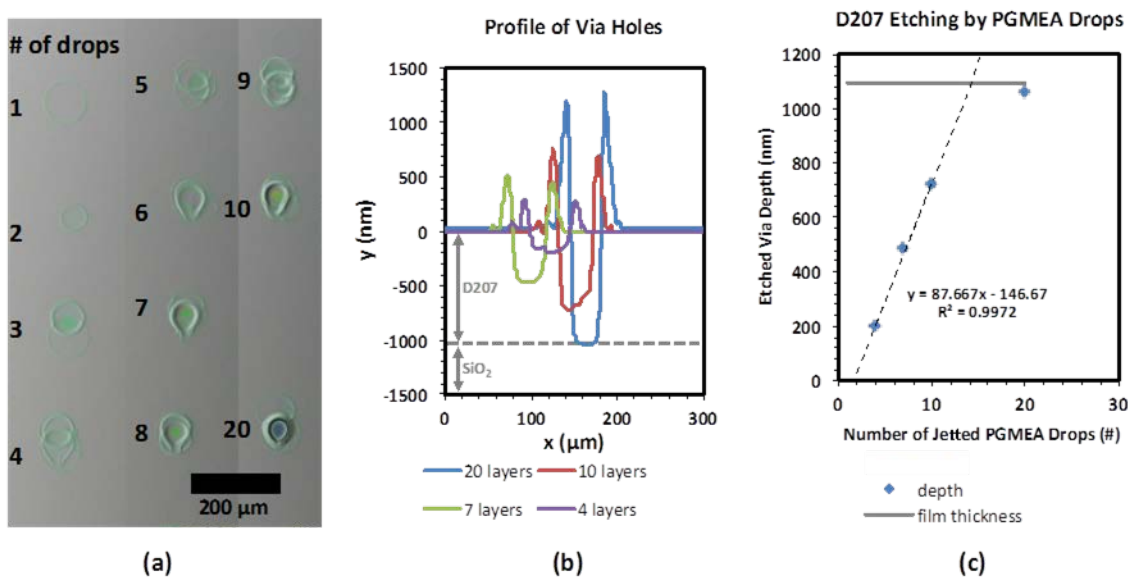 # of drops
1
2
3
4
5
6
7
8
9
10
20
200 µm
(a)
Profile of Via Holes
1500
1000
500
0
-500
-1000
-1500
y (nm)
D207
SiO2
0
100
200
300
x (µm)
20 layers
10 layers
7 layers
4 layers
(b)
D207 Etching by PGMEA Drops
1200
1000
800
600
400
200
0
Etched Via Depth (nm)
y = 87.667x - 146.67
R² = 0.9972
0
10
20
30
Number of Jetted PGMEA Drops (#)
depth
film thickness
(c)